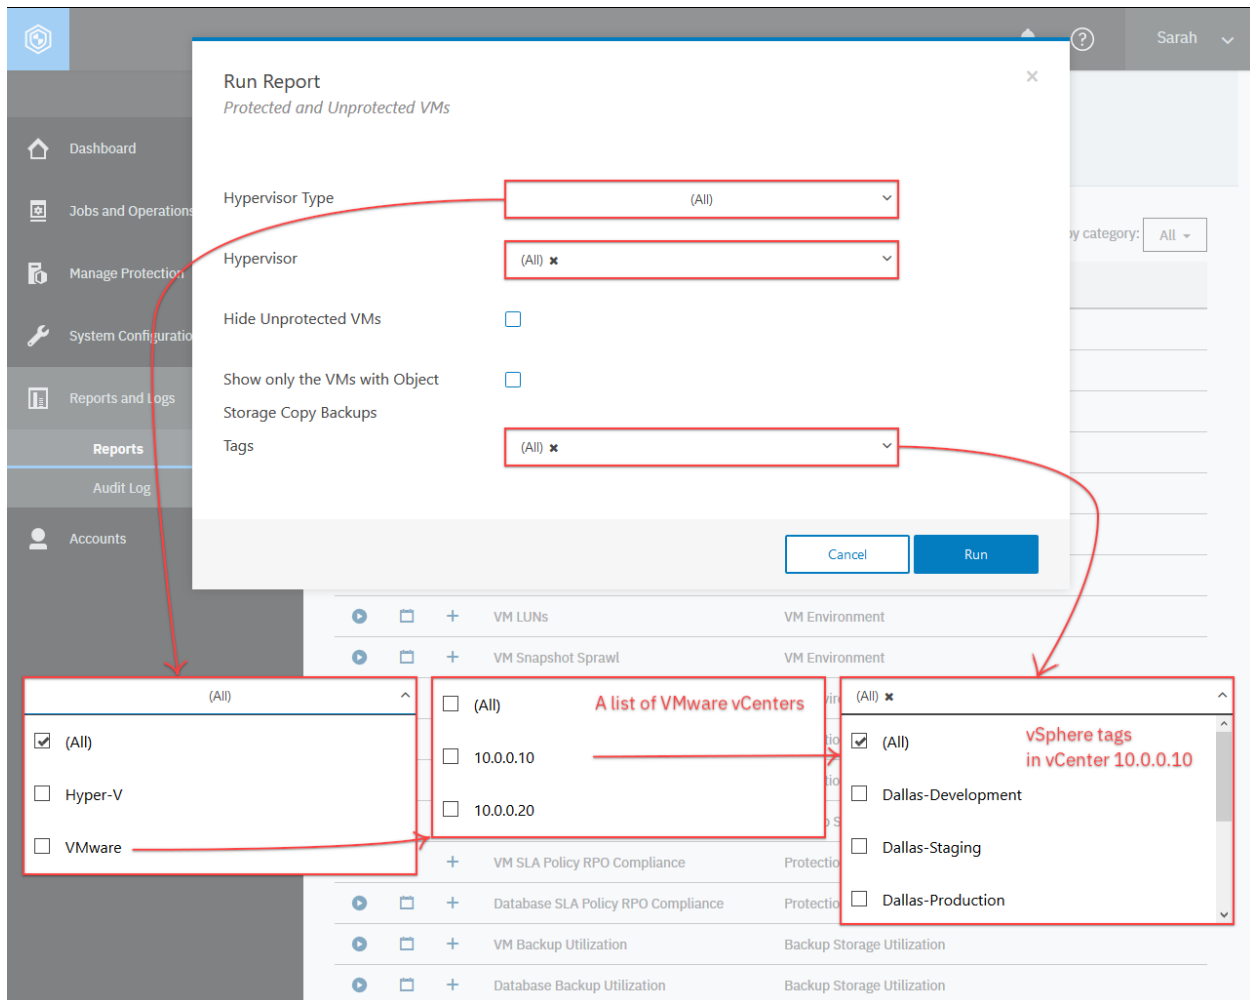 Sarah
Run Report
Protected and Unprotected VMs
Dashboard
Jobs and Operations
Manage Protection
System Configuratio
Reports and Logs
Reports
Audit Log
Accounts
Hypervisor Type
(All)
by category:
All
Hypervisor
(All)
Hide Unprotected VMs
Show only the VMs with Object
Storage Copy Backups
Tags
(All)
Cancel
Run
VM LUNs
VM Environment
VM Snapshot Sprawl
VM Environment
(All)
(All)
Hyper-V
VMware
(All)
A list of VMware vCenters
10.0.0.10
10.0.0.20
(All)
(All)
vSphere tags
in vCenter 10.0.0.10
Dallas-Development
Dallas-Staging
Dallas-Production
VM SLA Policy RPO Compliance
Protectio
Database SLA Policy RPO Compliance
Protectio
VM Backup Utilization
Backup Storage Utilization
Database Backup Utilization
Backup Storage Utilization